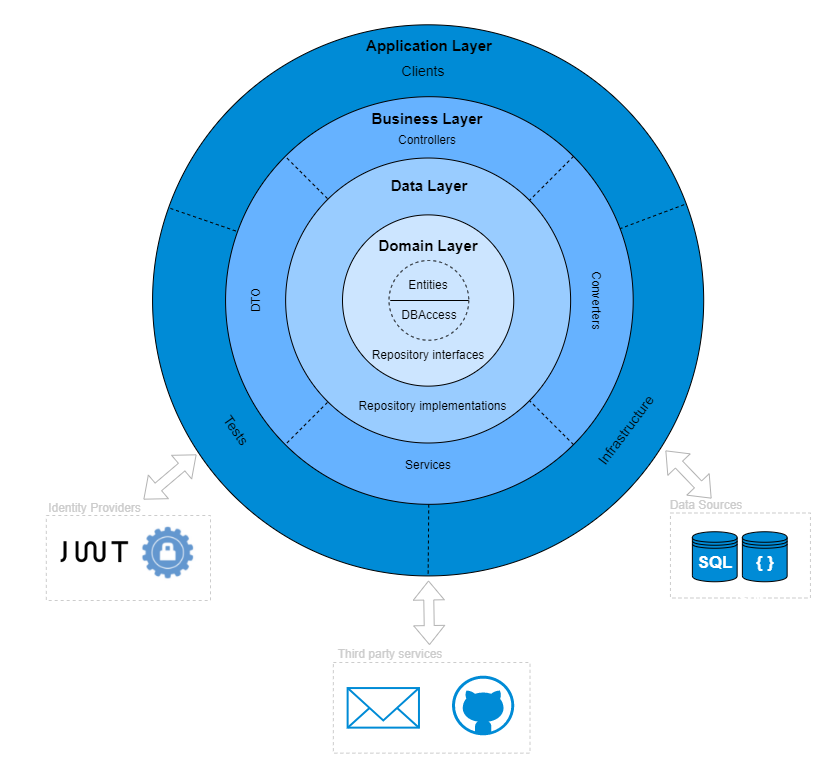 Application Layer
Clients
Business Layer
Controllers
Data Layer
Domain Layer
Entities
DBAccess
Repository interfaces
Repository implementations
Services
DTO
Converters
Tests
Infrastructure
Identity Providers
JWT
Data Sources
SQL
{ }
Third party services